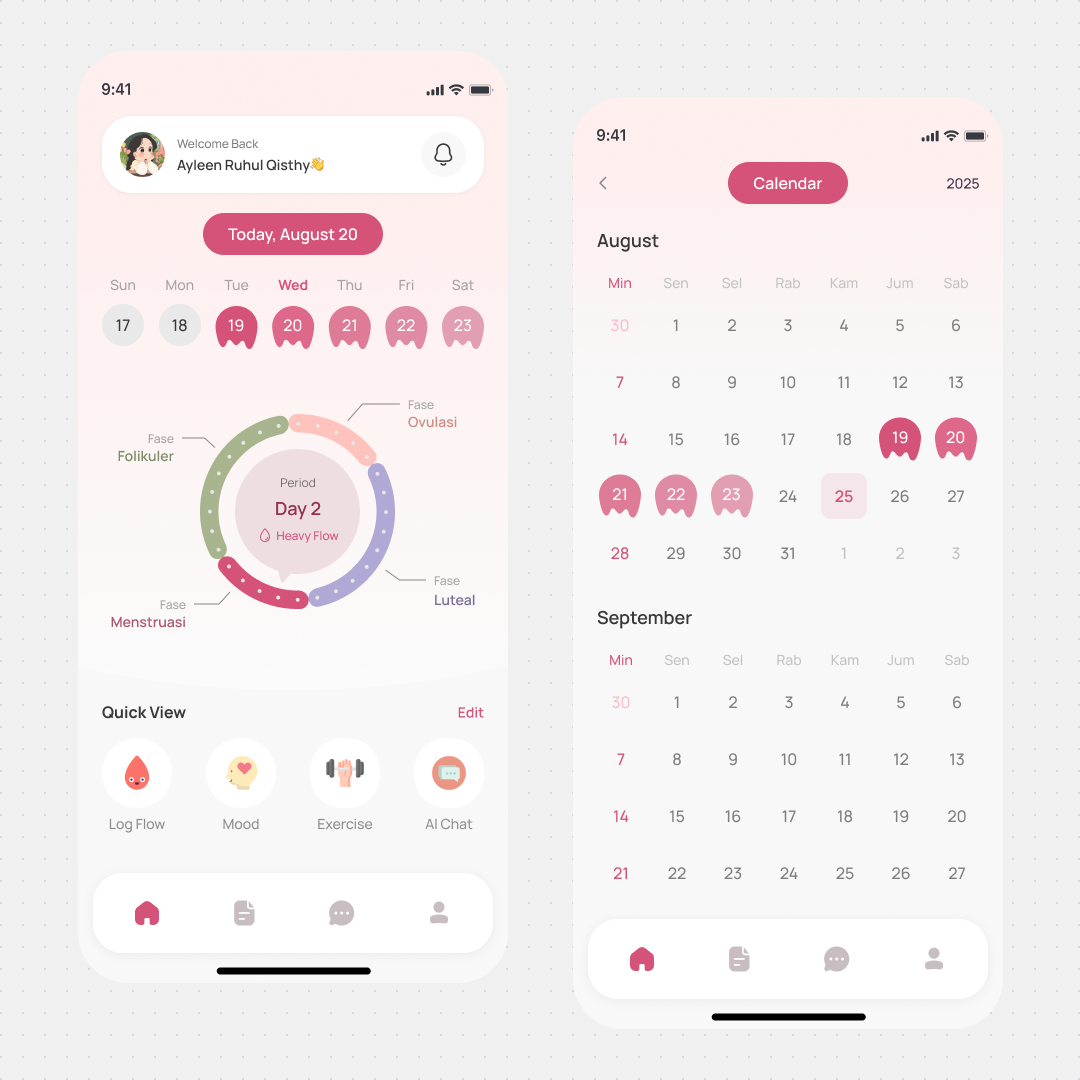 9:41
Welcome Back
Ayleen Ruhul Qisthy👋
Today, August 20
Sun Mon Tue Wed Thu Fri Sat
17 18 19 20 21 22 23
Fase
Ovulasi
Fase
Folikuler
Period
Day 2
Heavy Flow
Fase
Luteal
Fase
Menstruasi
Quick View Edit
Log Flow Mood Exercise AI Chat
9:41
Calendar 2025
August
Min Sen Sel Rab Kam Jum Sab
30 1 2 3 4 5 6
7 8 9 10 11 12 13
14 15 16 17 18 19 20
21 22 23 24 25 26 27
28 29 30 31 1 2 3
September
Min Sen Sel Rab Kam Jum Sab
30 1 2 3 4 5 6
7 8 9 10 11 12 13
14 15 16 17 18 19 20
21 22 23 24 25 26 27